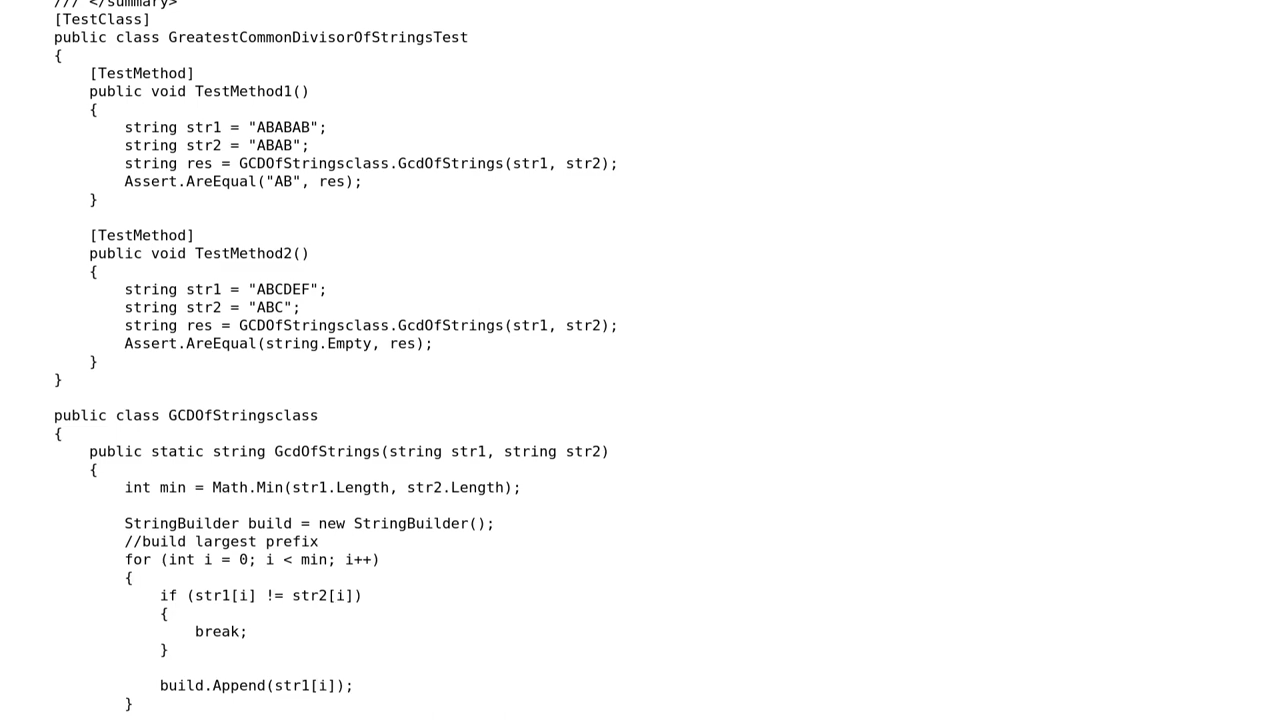 /// </summary>
[TestClass]
public class GreatestCommonDivisorOfStringsTest
{
[TestMethod]
public void TestMethod1()
{
string str1 = "ABABAB";
string str2 = "ABAB";
string res = GCDOfStringsclass.GcdOfStrings(str1, str2);
Assert.AreEqual("AB", res);
}
[TestMethod]
public void TestMethod2()
{
string str1 = "ABCDEF";
string str2 = "ABC";
string res = GCDOfStringsclass.GcdOfStrings(str1, str2);
Assert.AreEqual(string.Empty, res);
}
}
public class GCDOfStringsclass
{
public static string GcdOfStrings(string str1, string str2)
{
int min = Math.Min(str1.Length, str2.Length);
StringBuilder build = new StringBuilder();
//build largest prefix
for (int i = 0; i < min; i++)
{
if (str1[i] != str2[i])
{
break;
}
build.Append(str1[i]);
}